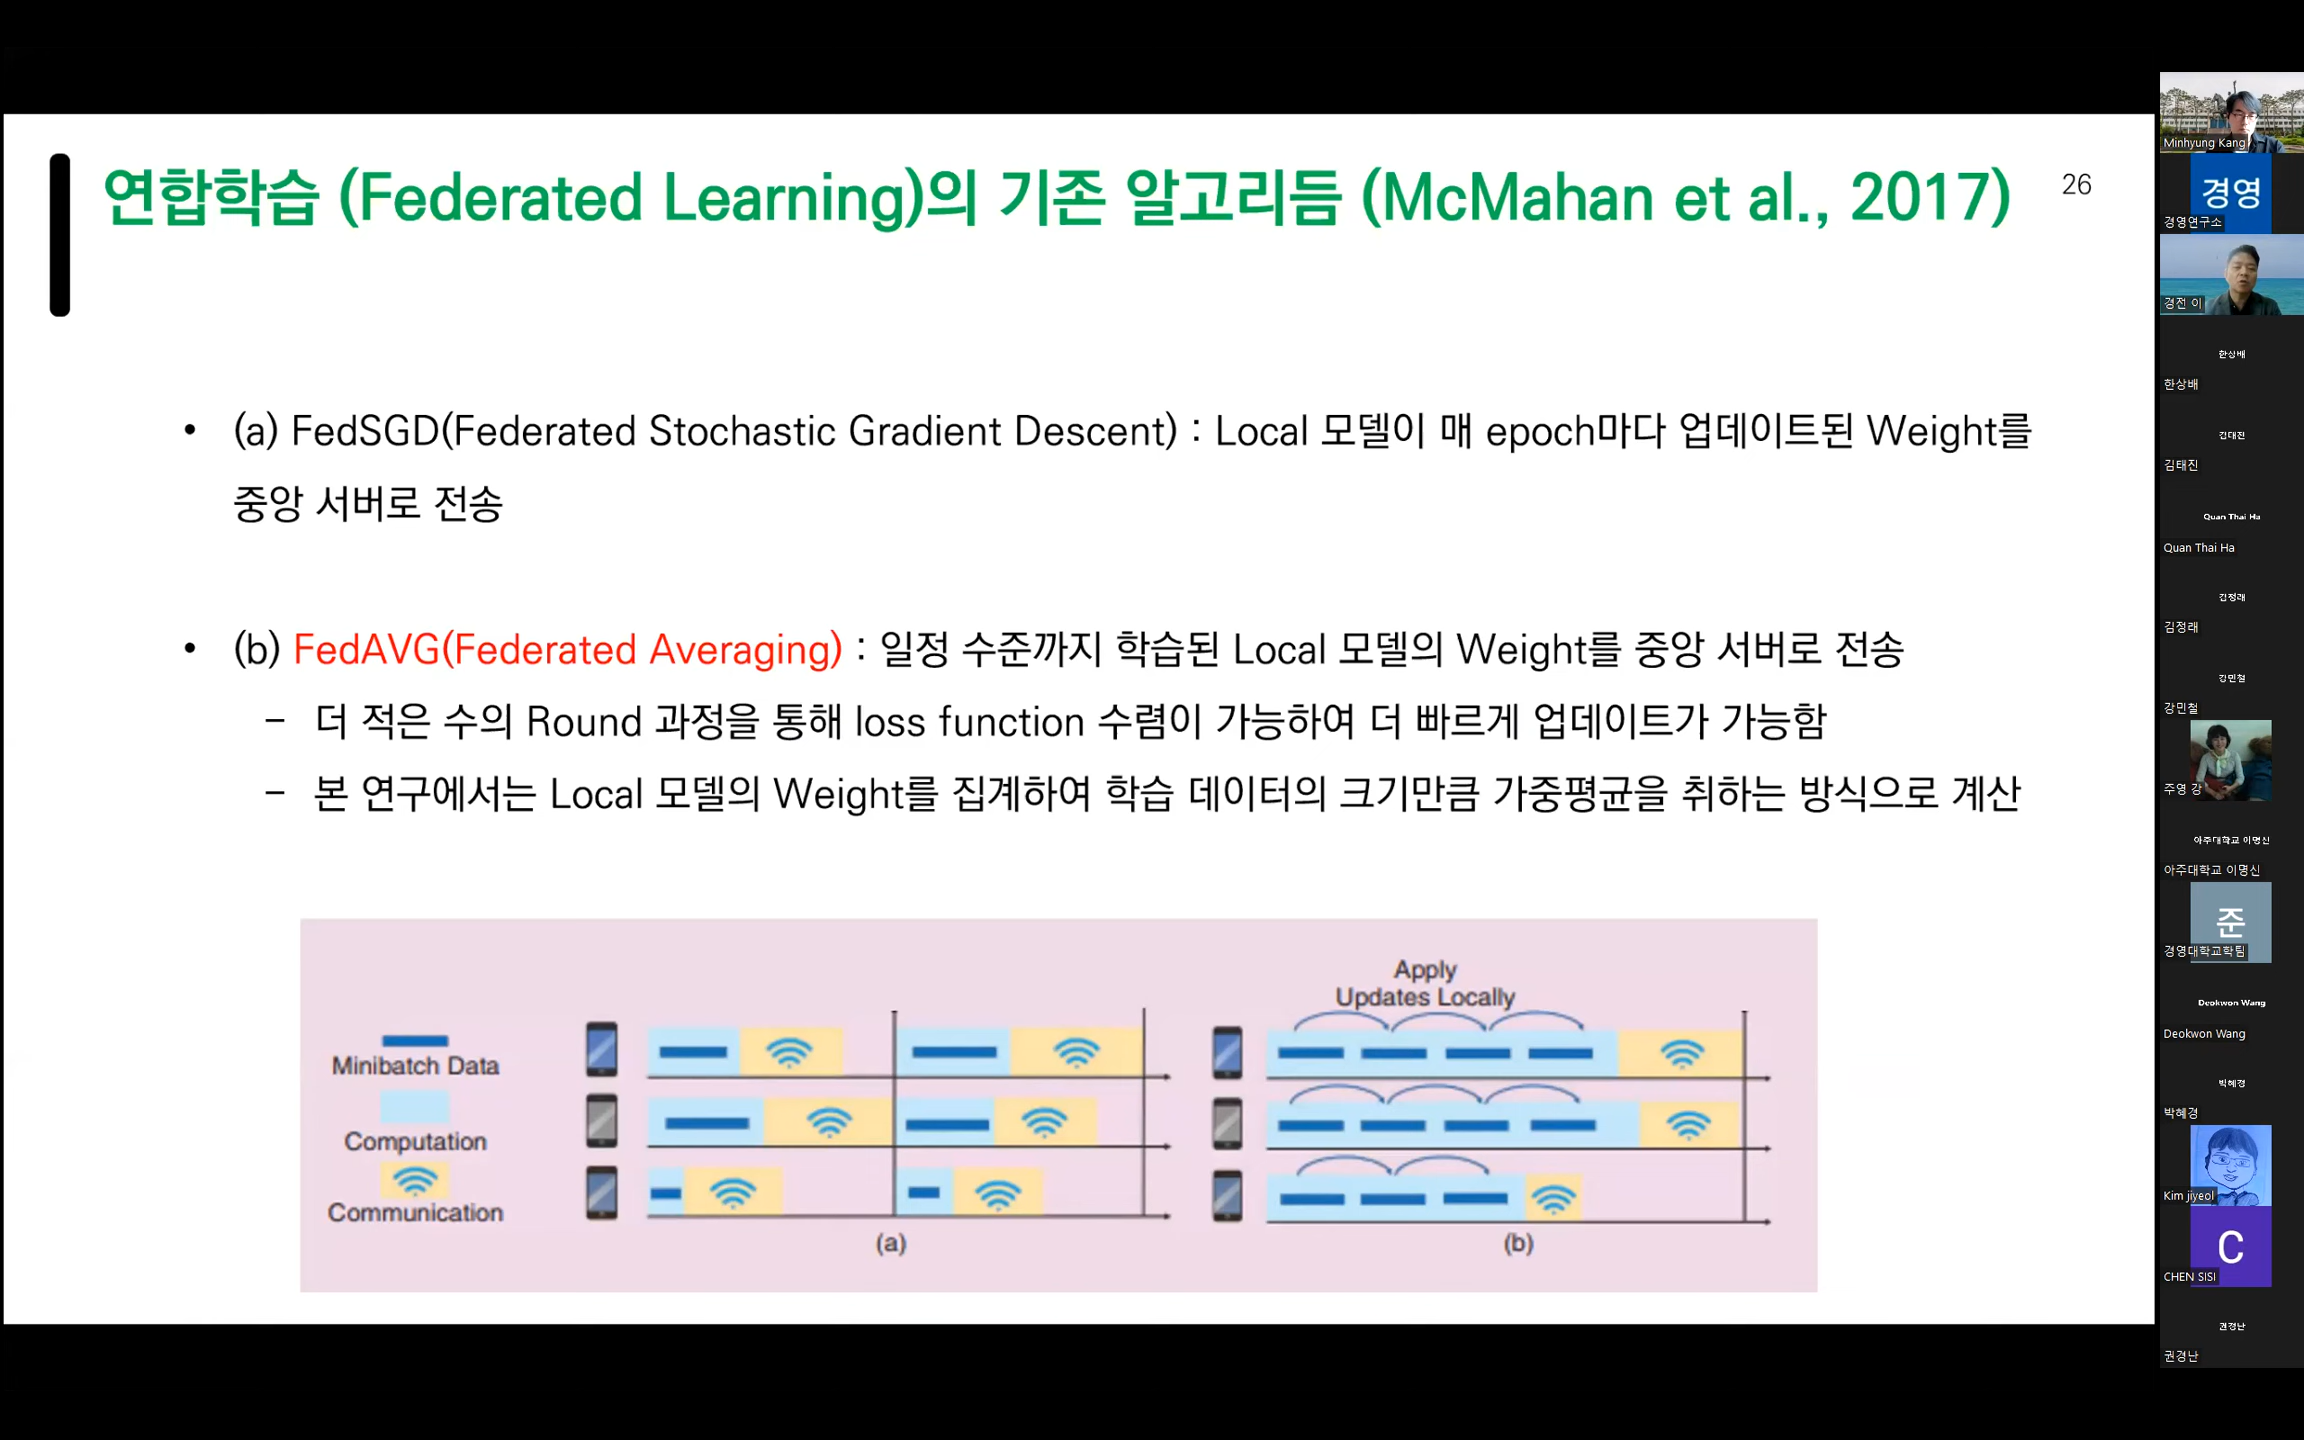 연합학습 (Federated Learning)의 기존 알고리듬 (McMahan et al., 2017)
26
• (a) FedSGD(Federated Stochastic Gradient Descent) : Local 모델이 매 epoch마다 업데이트된 Weight를
중앙 서버로 전송
• (b) FedAVG(Federated Averaging) : 일정 수준까지 학습된 Local 모델의 Weight를 중앙 서버로 전송
– 더 적은 수의 Round 과정을 통해 loss function 수렴이 가능하여 더 빠르게 업데이트가 가능함
– 본 연구에서는 Local 모델의 Weight를 집계하여 학습 데이터의 크기만큼 가중평균을 취하는 방식으로 계산
Minibatch Data
Computation
Communication
(a)
Apply
Updates Locally
(b)
Minhyung Kang
경영
경영연구소
경전 이
한상배
한상배
김태진
김태진
Quan Thai Ha
Quan Thai Ha
김정래
김정래
강민철
강민철
주영 강
아주대학교 이명신
아주대학교 이명신
준
경영대학교학팀
Deokwon Wang
Deokwon Wang
박혜경
박혜경
Kim jiyeol
C
CHEN SISI
권경난
권경난